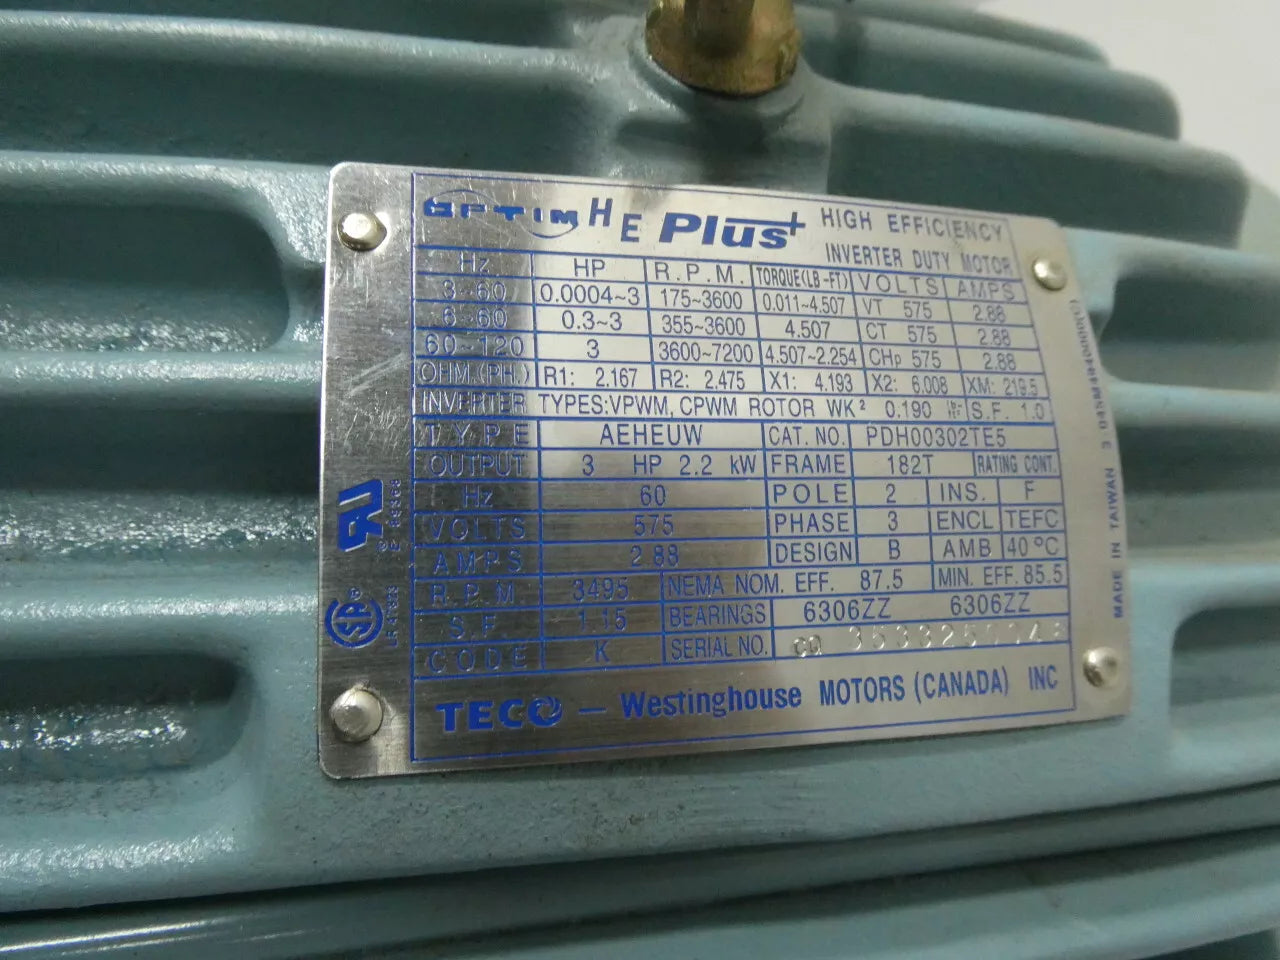 OPTIM HE Plus+ HIGH EFFICIENCY
INVERTER DUTY MOTOR
Hz HP R.P.M. TORQUE(LB-FT) VOLTS AMPS
3~60 0.0004~3 175~3600 0.011~4.507 VT 575 2.88
6~60 0.3~3 355~3600 4.507 CT 575 2.88
60~120 3 3600~7200 4.507~2.254 CHp 575 2.88
OHM.(PH.) R1: 2.167 R2: 2.475 X1: 4.193 X2: 6.008 XM: 219.5
INVERTER TYPES:VPWM, CPWM ROTOR WK² 0.190 S.F. 1.0
TYPE AEHEUW CAT. NO. PDH00302TE5
OUTPUT 3 HP 2.2 kW FRAME 182T RATING CONT.
Hz 60 POLE 2 INS. F
VOLTS 575 PHASE 3 ENCL TEFC
AMPS 2.88 DESIGN B AMB 40°C
R.P.M. 3495 NEMA NOM. EFF. 87.5 MIN. EFF. 85.5
S.F. 1.15 BEARINGS 6306ZZ 6306ZZ
CODE K SERIAL NO.
TECO – Westinghouse MOTORS (CANADA) INC
MADE IN TAIWAN